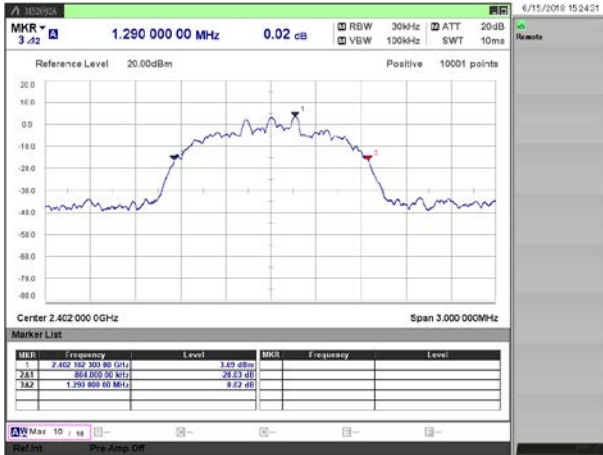 MS2692A
6/15/2018 15:24:31
MKR 3 Δ2 A 1.290 000 00 MHz 0.02 dB RBW 30kHz ATT 20dB
VBW 100kHz SWT 10ms
Remote
Reference Level 20.00dBm Positive 10001 points
20.0
10.0
0.0
-10.0
-20.0
-30.0
-40.0
-50.0
-60.0
-70.0
-80.0
1
3
Center 2.402 000 0GHz Span 3.000 000MHz
Marker List
MKR Frequency Level MKR Frequency Level
1 2.402 162 300 00 GHz 3.69 dBm
2Δ1 804.000 00 kHz -20.03 dB
3Δ2 1.290 000 00 MHz 0.02 dB
AW Max 10 / 10
Ref.Int Pre-Amp Off